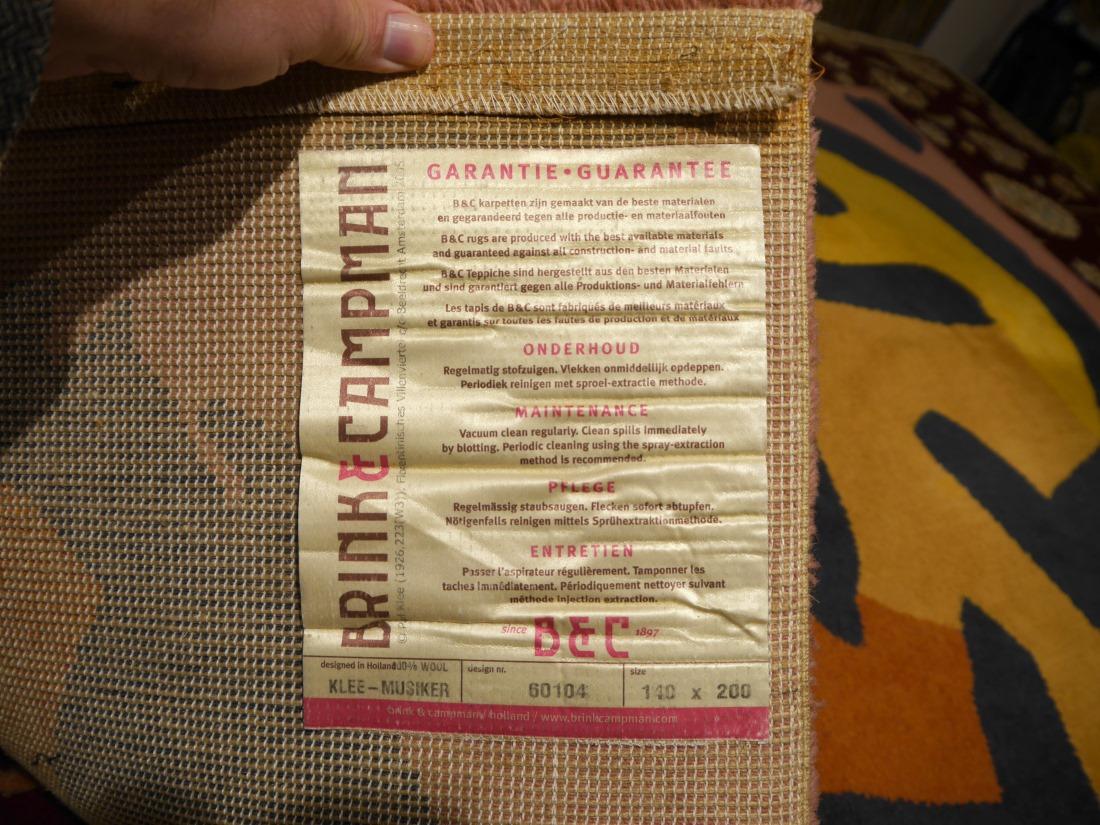 BRINK & CAMPMAN
GARANTIE • GUARANTEE
B&C karpetten zijn gemaakt van de beste materialen
en gegarandeerd tegen alle productie- en materiaalfouten
B&C rugs are produced with the best available materials
and guaranteed against all construction- and material faults
B&C Teppiche sind hergestellt aus den besten Materialen
und sind garantiert gegen alle Produktions- und Materialfehlern
Les tapis de B&C sont fabriqués de meilleurs matériaux
et garantis sur toutes les fautes de production et de matériaux
ONDERHOUD
Regelmatig stofzuigen. Vlekken onmiddellijk opdeppen.
Periodiek reinigen met sproei-extractie methode.
MAINTENANCE
Vacuum clean regularly. Clean spills immediately
by blotting. Periodic cleaning using the spray-extraction
method is recommended.
PFLEGE
Regelmässig staubsaugen. Flecken sofort abtupfen.
Nötigenfalls reinigen mittels Sprühextraktionmethode.
ENTRETIEN
Passer l'aspirateur régulièrement. Tamponner les
taches immédiatement. Périodiquement nettoyer suivant
méthode injection extraction.
since B&C 1897
designed in Holland 100% WOOL
KLEE-MUSIKER
design nr.
60104
size
140 x 200
brink & campman / holland / www.brinkcampman.com